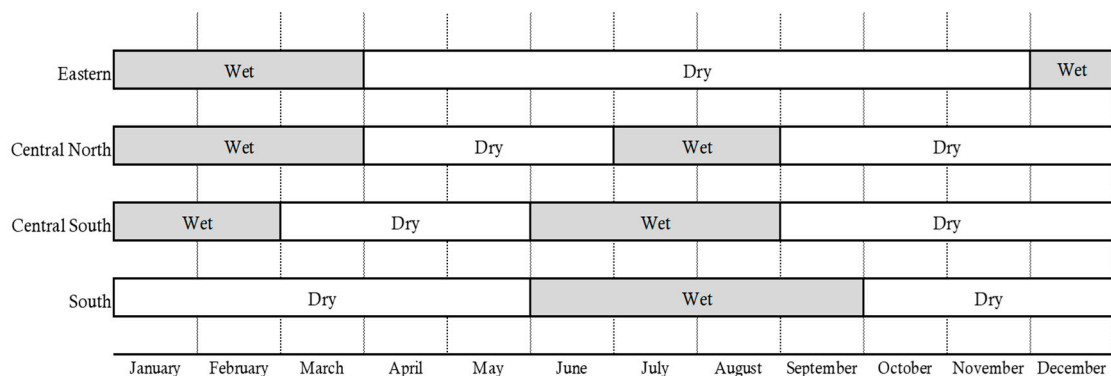 Eastern Wet Dry Wet
Central North Wet Dry Wet Dry
Central South Wet Dry Wet Dry
South Dry Wet Dry
January February March April May June July August September October November December